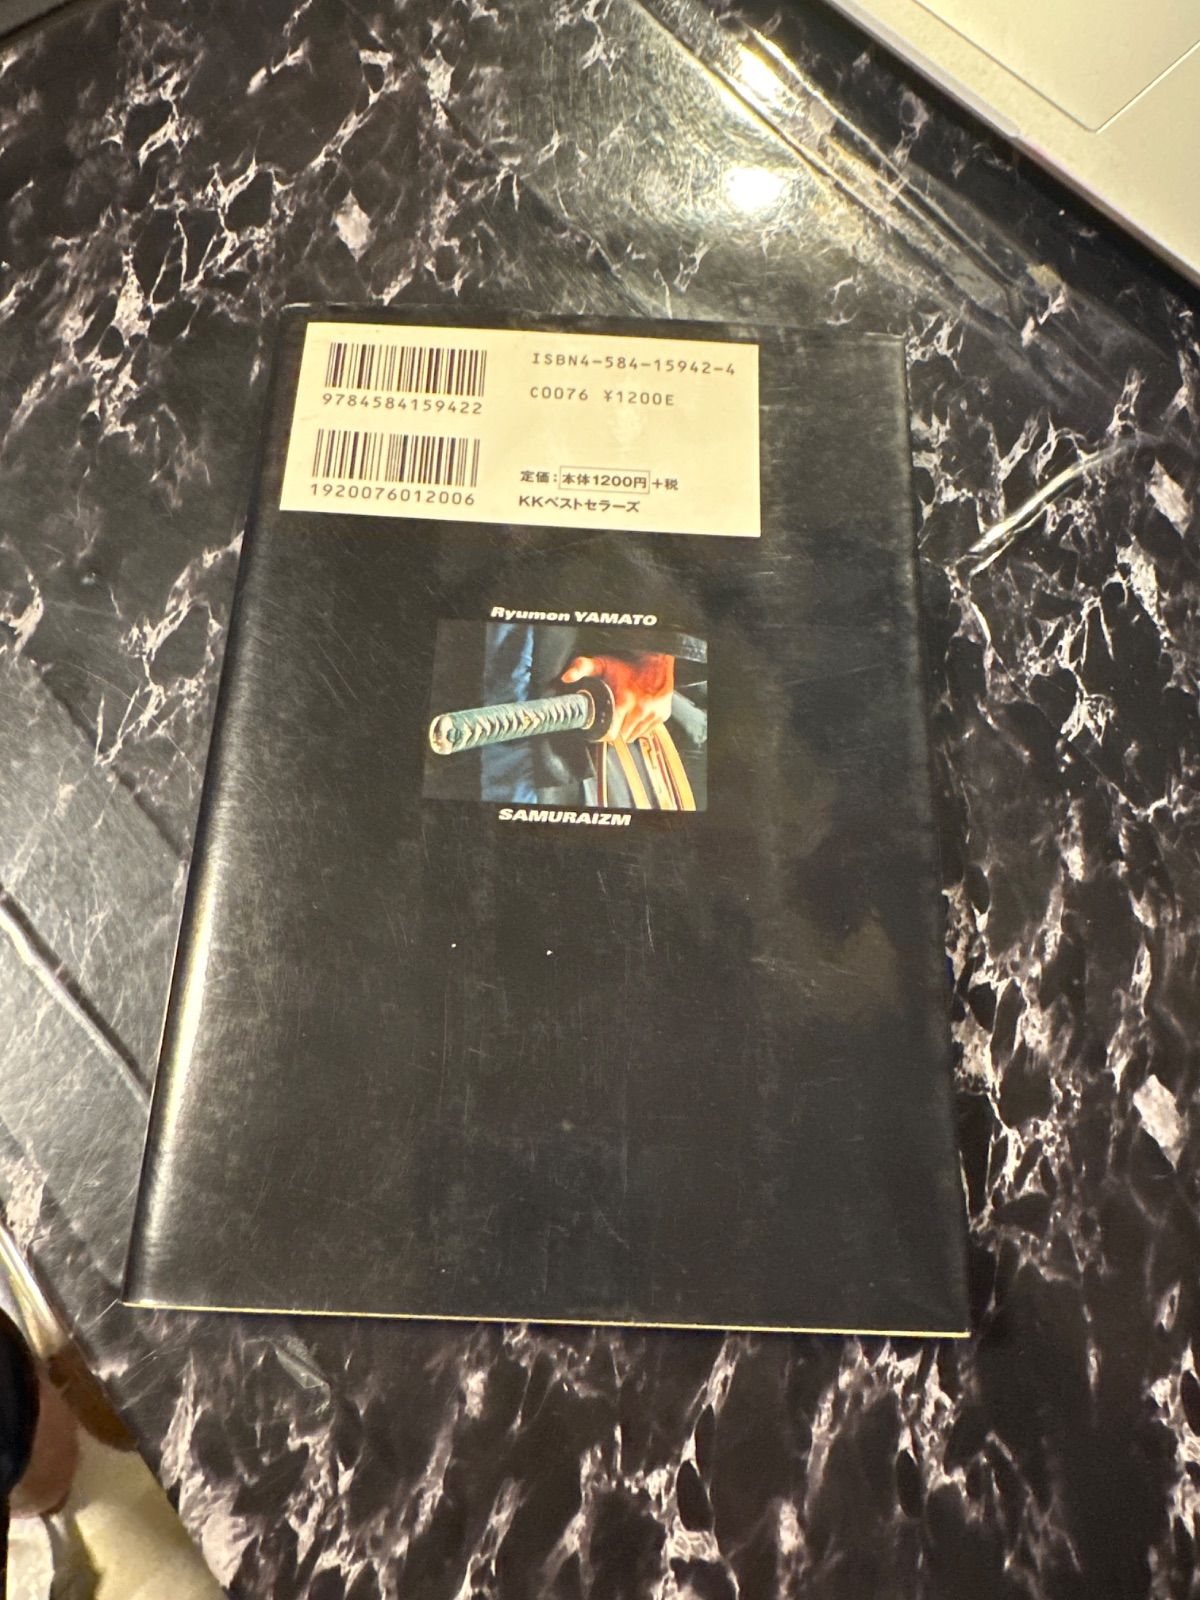 ISBN4-584-15942-4
C0076 ¥1200E
9784584159422
1920076012006
定価：本体1200円+税
KKベストセラーズ
Ryumon YAMATO
SAMURAIZM